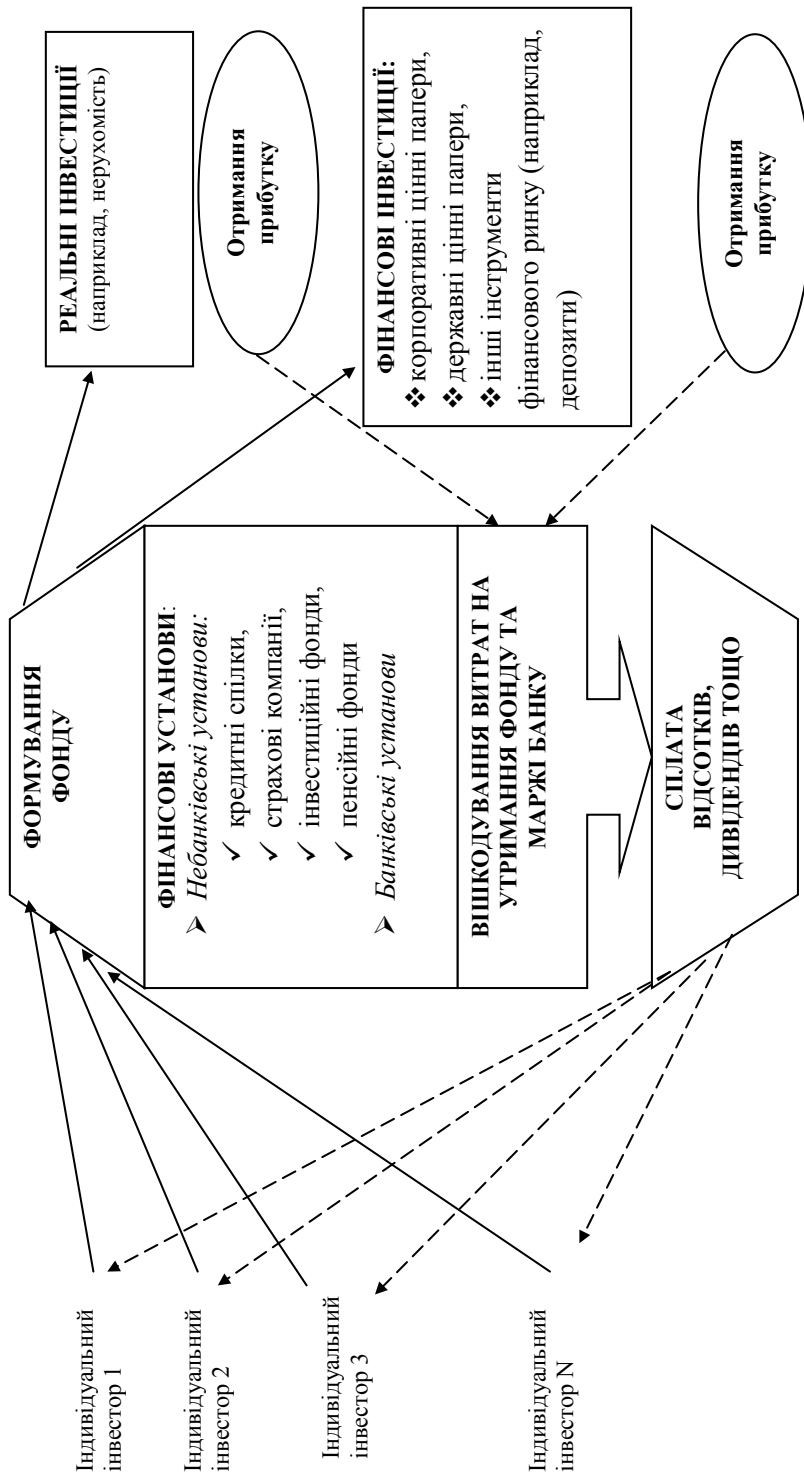 Індивідуальний
інвестор 1
Індивідуальний
інвестор 2
Індивідуальний
інвестор 3
Індивідуальний
інвестор N
ФОРМУВАННЯ
ФОНДУ
ФІНАНСОВІ УСТАНОВИ:
➢ Небанківські установи:
✓ кредитні спілки,
✓ страхові компанії,
✓ інвестиційні фонди,
✓ пенсійні фонди
➢ Банківські установи
ВІШКОДУВАННЯ ВИТРАТ НА
УТРИМАННЯ ФОНДУ ТА
МАРЖІ БАНКУ
СПЛАТА
ВІДСОТКІВ,
ДИВІДЕНДІВ ТОЩО
РЕАЛЬНІ ІНВЕСТИЦІЇ
(наприклад, нерухомість)
Отримання
прибутку
ФІНАНСОВІ ІНВЕСТИЦІЇ:
❖ корпоративні цінні папери,
❖ державні цінні папери,
❖ інші інструменти
фінансового ринку (наприклад,
депозити)
Отримання
прибутку